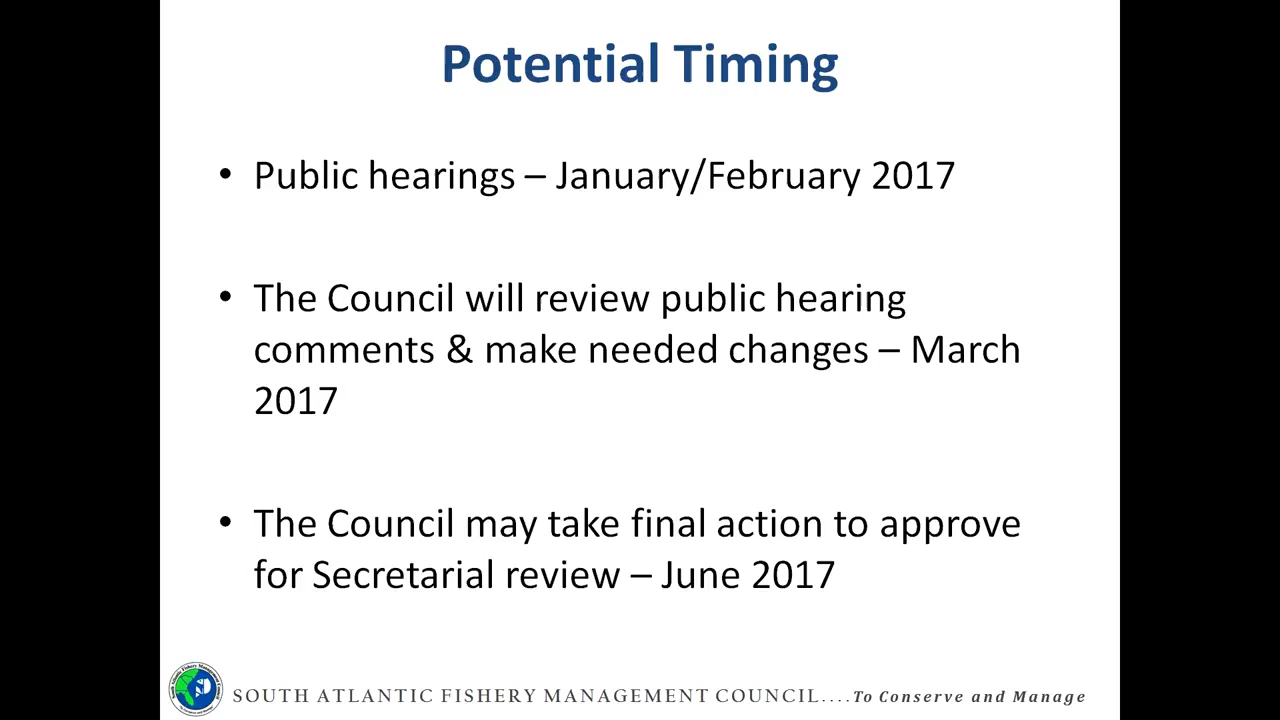 Potential Timing
• Public hearings – January/February 2017
• The Council will review public hearing
comments & make needed changes – March
2017
• The Council may take final action to approve
for Secretarial review – June 2017
SOUTH ATLANTIC FISHERY MANAGEMENT COUNCIL....To Conserve and Manage